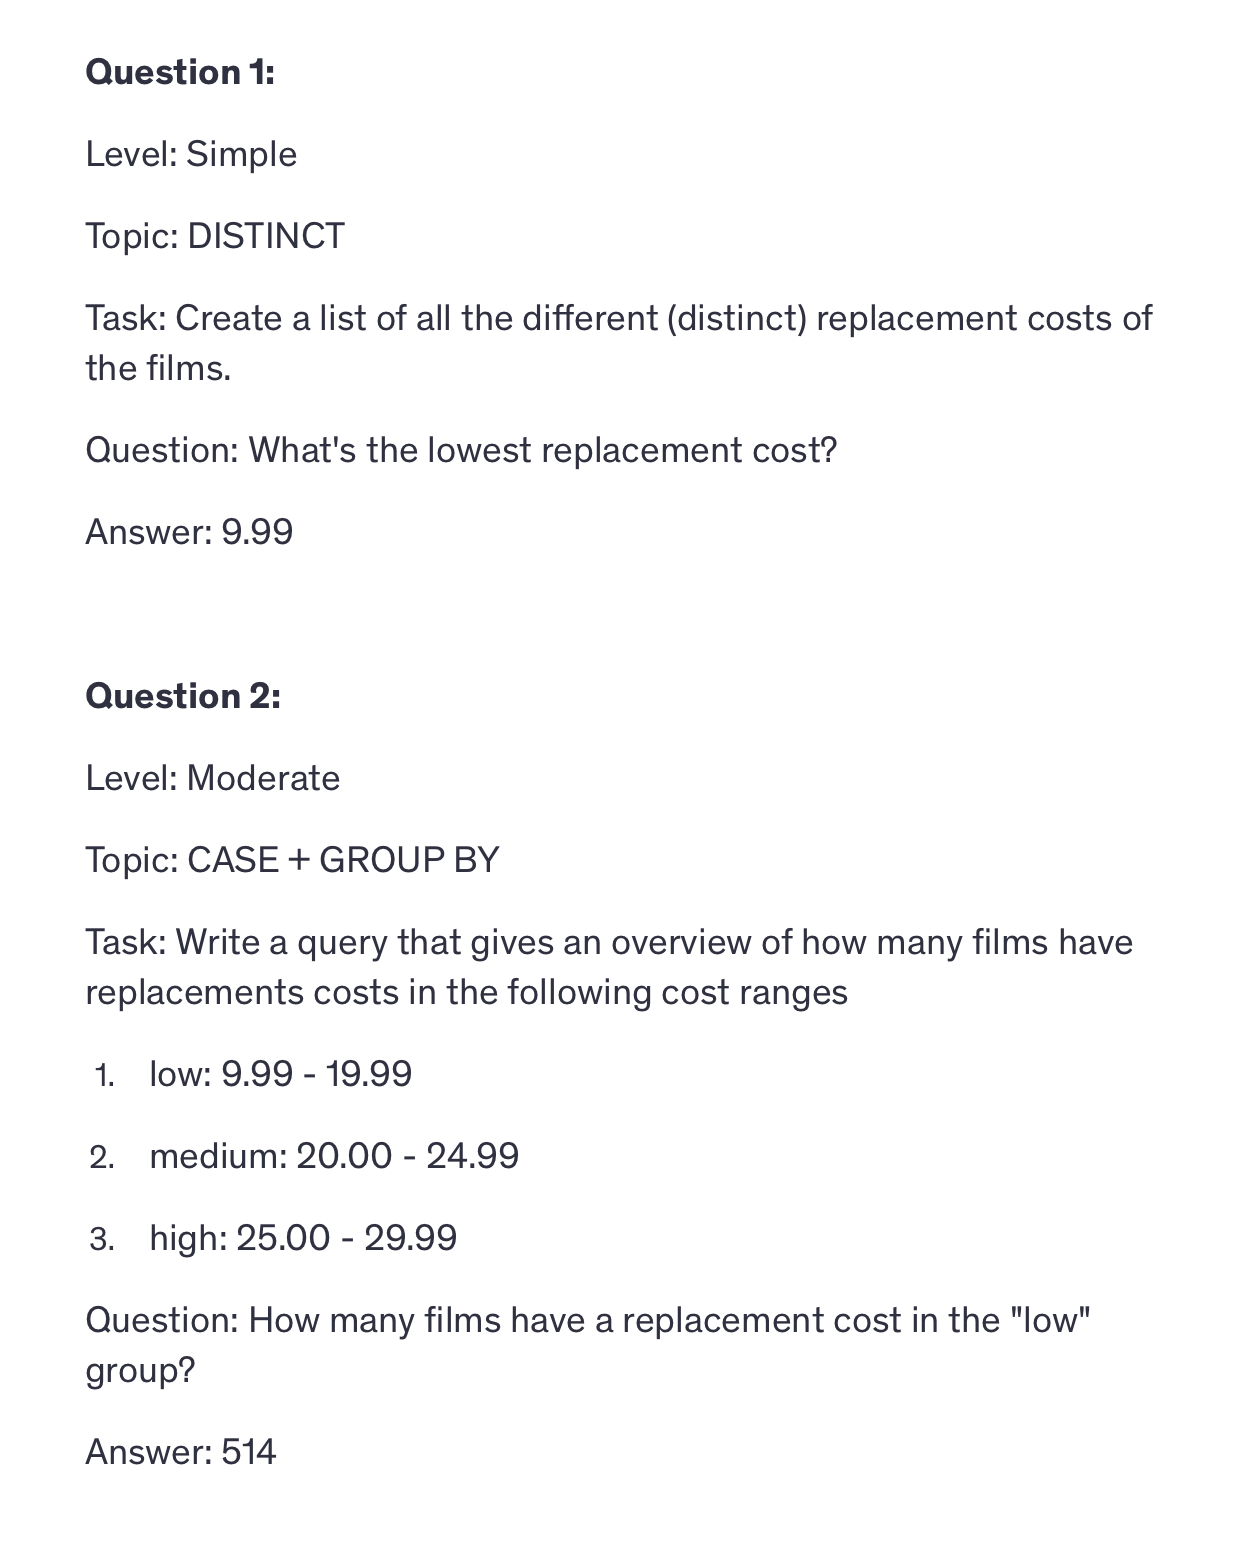 Question 1:
Level: Simple
Topic: DISTINCT
Task: Create a list of all the different (distinct) replacement costs of
the films.
Question: What's the lowest replacement cost?
Answer: 9.99
Question 2:
Level: Moderate
Topic: CASE + GROUP BY
Task: Write a query that gives an overview of how many films have
replacements costs in the following cost ranges
1. low: 9.99 - 19.99
2. medium: 20.00 - 24.99
3. high: 25.00 - 29.99
Question: How many films have a replacement cost in the "low"
group?
Answer: 514